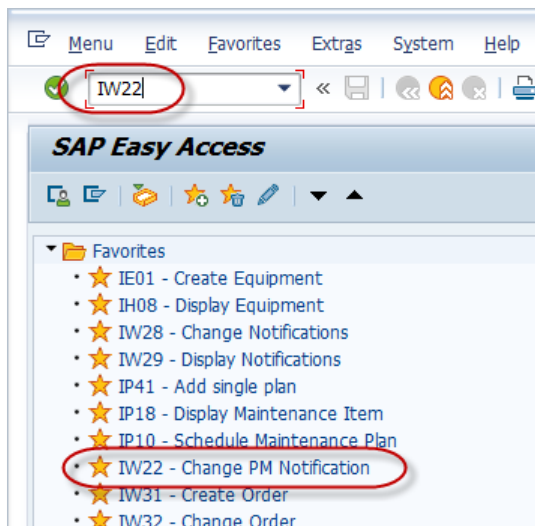 Menu Edit Favorites Extras System Help
IW22
SAP Easy Access
Favorites
IE01 - Create Equipment
IH08 - Display Equipment
IW28 - Change Notifications
IW29 - Display Notifications
IP41 - Add single plan
IP18 - Display Maintenance Item
IP10 - Schedule Maintenance Plan
IW22 - Change PM Notification
IW31 - Create Order
IW32 - Change Order